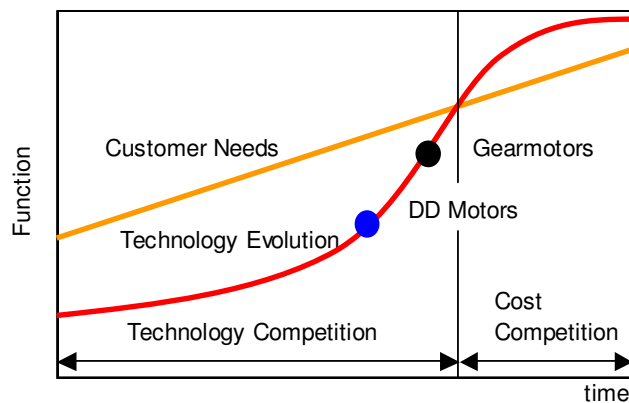 Customer Needs
Gearmotors
DD Motors
Technology Evolution
Function
Technology Competition
Cost
Competition
time